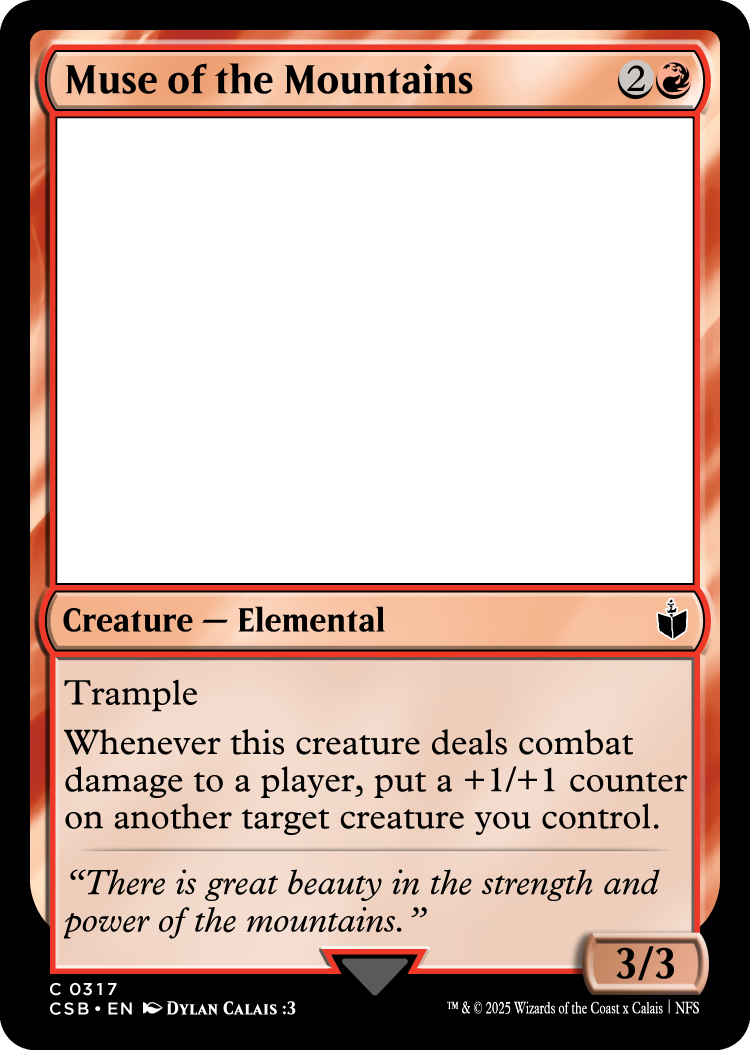 Muse of the Mountains 2
Creature — Elemental
Trample
Whenever this creature deals combat
damage to a player, put a +1/+1 counter
on another target creature you control.
“There is great beauty in the strength and
power of the mountains.”
3/3
C 0317
CSB • EN Dylan Calais :3
™ & © 2025 Wizards of the Coast x Calais | NFS